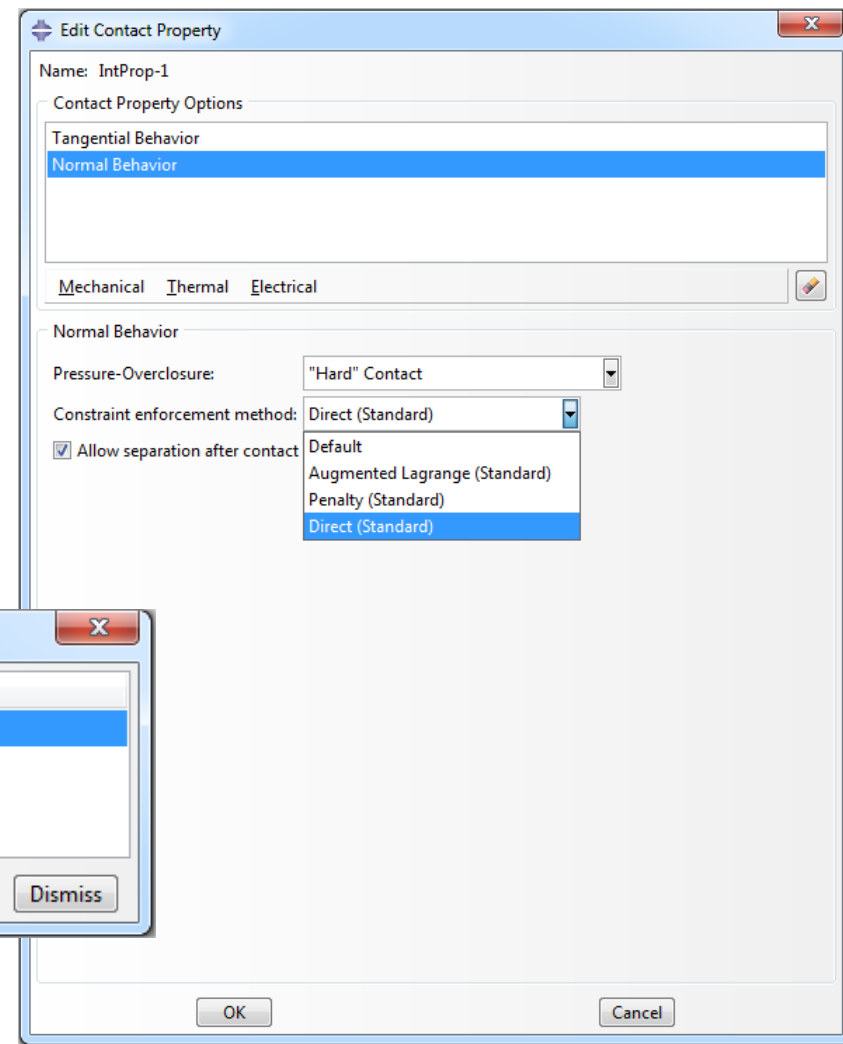 Edit Contact Property
Name: IntProp-1
Contact Property Options
Tangential Behavior
Normal Behavior
Mechanical Thermal Electrical
Normal Behavior
Pressure-Overclosure: "Hard" Contact
Constraint enforcement method: Direct (Standard)
Allow separation after contact
Default
Augmented Lagrange (Standard)
Penalty (Standard)
Direct (Standard)
Dismiss
OK Cancel